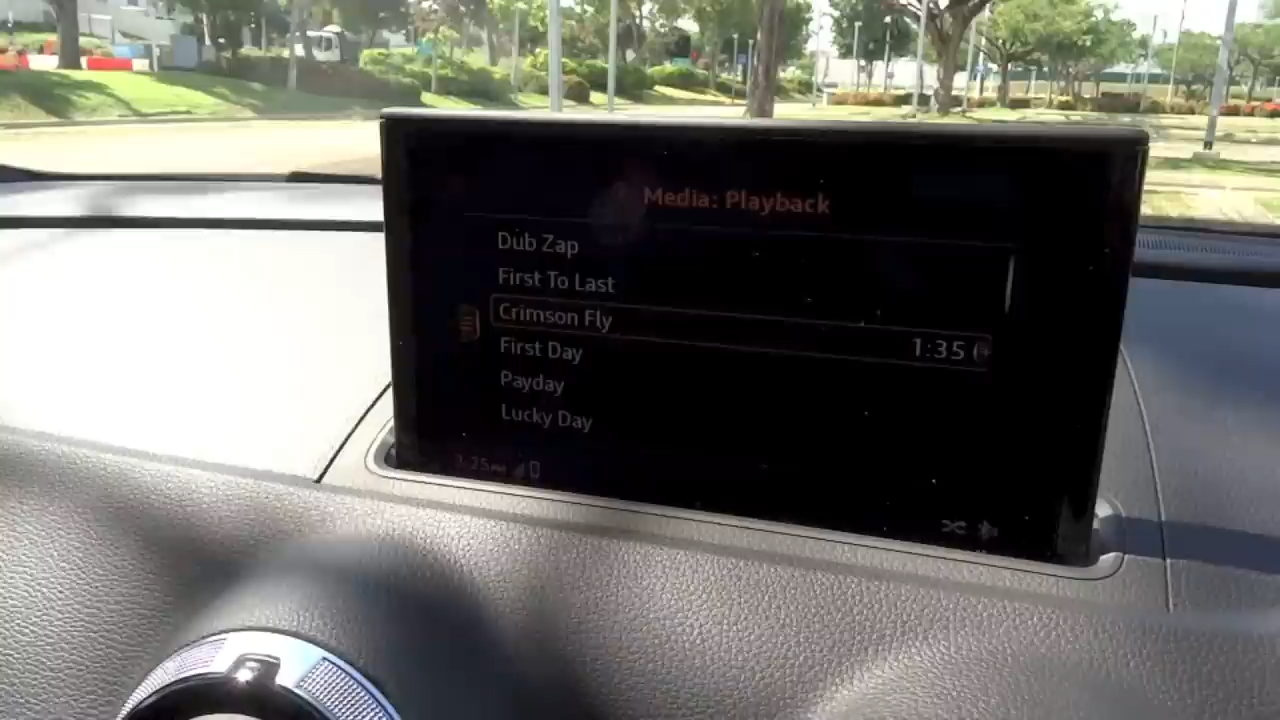 Media: Playback
Dub Zap
First To Last
Crimson Fly
1:35
First Day
Payday
Lucky Day